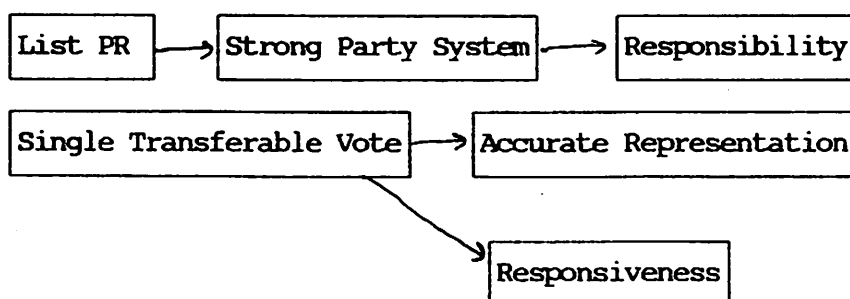 List PR Strong Party System Responsibility
Single Transferable Vote Accurate Representation
Responsiveness